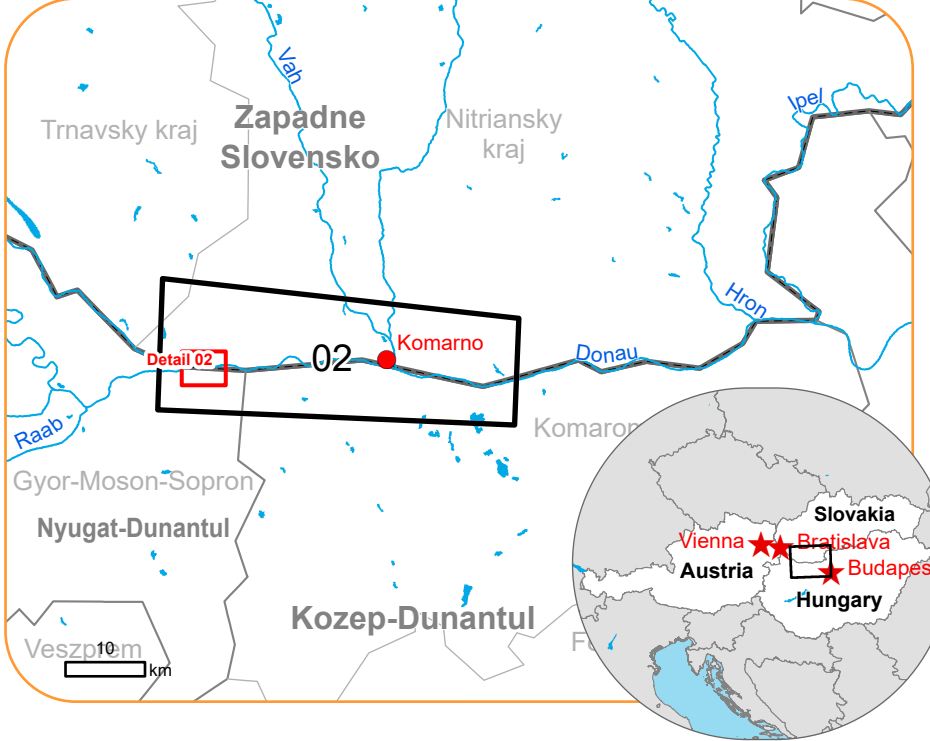 Vah
Ipel
Trnavsky kraj
Zapadne
Slovensko
Nitriansky
kraj
Hron
Komarno
Detail 02
02
Donau
Raab
Komarom
Gyor-Moson-Sopron
Nyugat-Dunantul
Slovakia
Vienna
Bratislava
Austria
Budapes
Hungary
Kozep-Dunantul
Veszprem
10
km